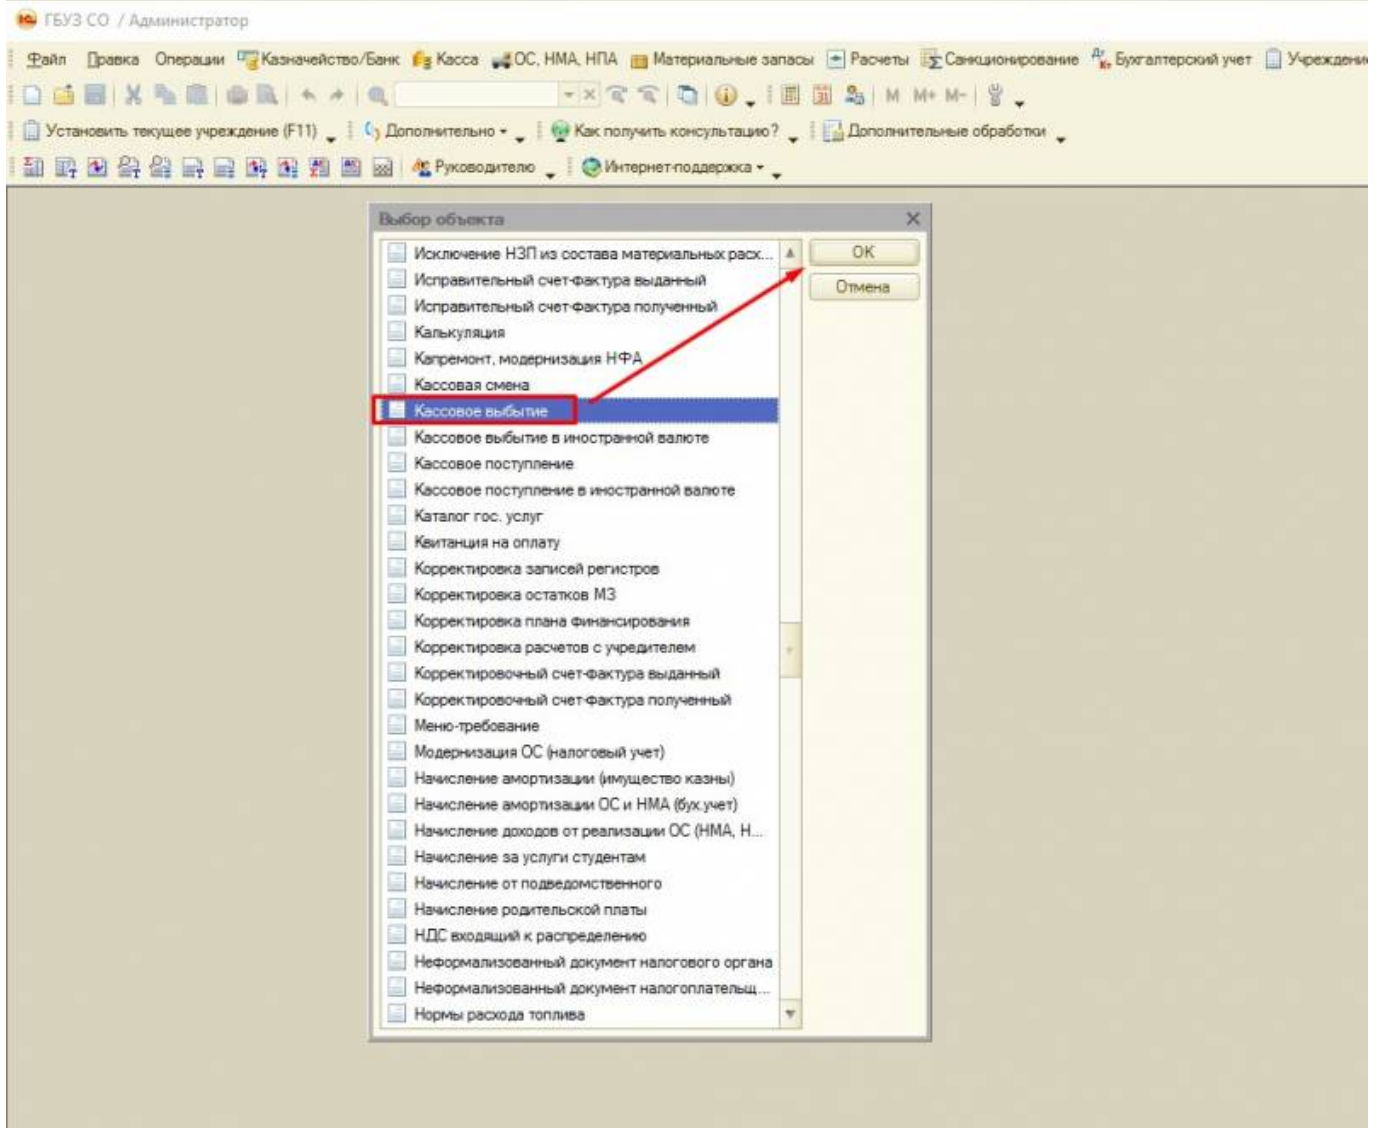 ГБУЗ СО / Администратор
Файл Правка Операции Казначейство/Банк Касса ОС, НМА, НПА Материальные запасы Расчеты Санкционирование Бухгалтерский учет Учреждени
M M+ M-
Установить текущее учреждение (F11) Дополнительно Как получить консультацию? Дополнительные обработки
Руководителю Интернет-поддержка
Выбор объекта
Исключение НЗП из состава материальных расх...
OK
Исправительный счет-фактура выданный
Отмена
Исправительный счет-фактура полученный
Калькуляция
Капремонт, модернизация НФА
Кассовая смена
Кассовое выбытие
Кассовое выбытие в иностранной валюте
Кассовое поступление
Кассовое поступление в иностранной валюте
Каталог гос. услуг
Квитанция на оплату
Корректировка записей регистров
Корректировка остатков МЗ
Корректировка плана финансирования
Корректировка расчетов с учредителем
Корректировочный счет-фактура выданный
Корректировочный счет-фактура полученный
Меню-требование
Модернизация ОС (налоговый учет)
Начисление амортизации (имущество казны)
Начисление амортизации ОС и НМА (бух.учет)
Начисление доходов от реализации ОС (НМА, Н...
Начисление за услуги студентам
Начисление от подведомственного
Начисление родительской платы
НДС входящий к распределению
Неформализованный документ налогового органа
Неформализованный документ налогоплательщ...
Нормы расхода топлива